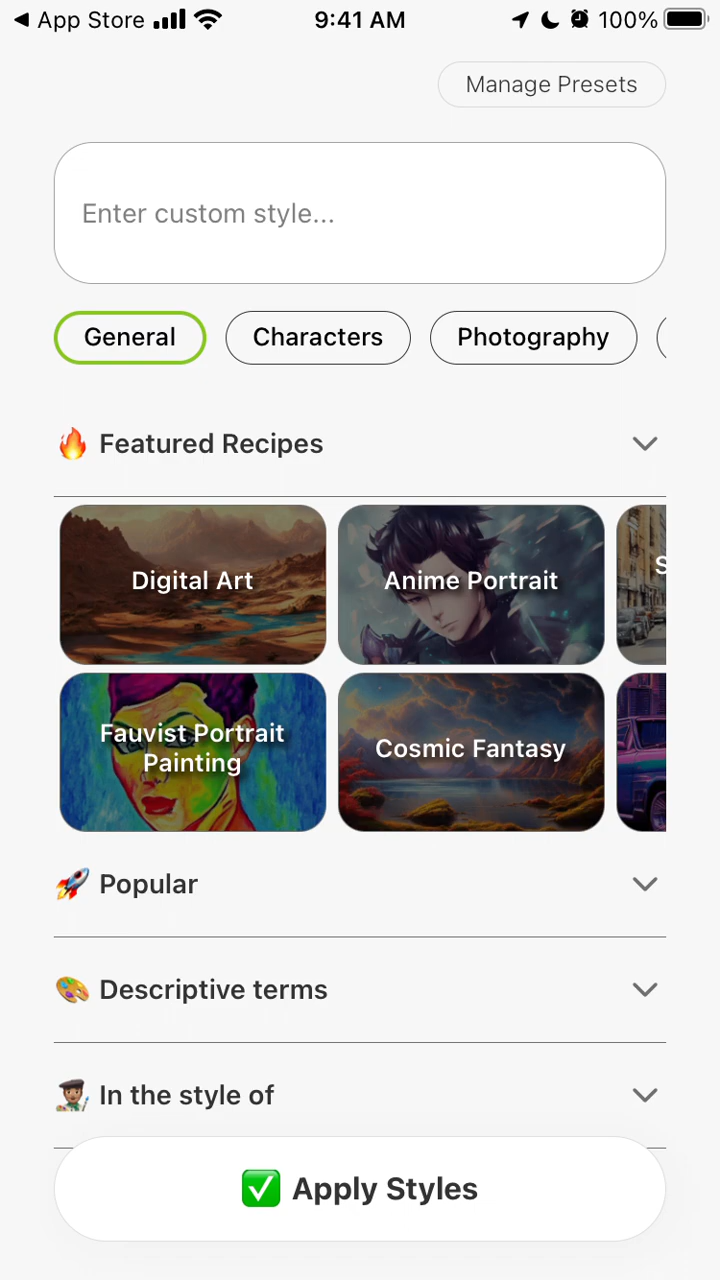 App Store 9:41 AM 100%
Manage Presets
Enter custom style...
General Characters Photography
Featured Recipes
Digital Art Anime Portrait
Fauvist Portrait
Painting
Cosmic Fantasy
Popular
Descriptive terms
In the style of
Apply Styles